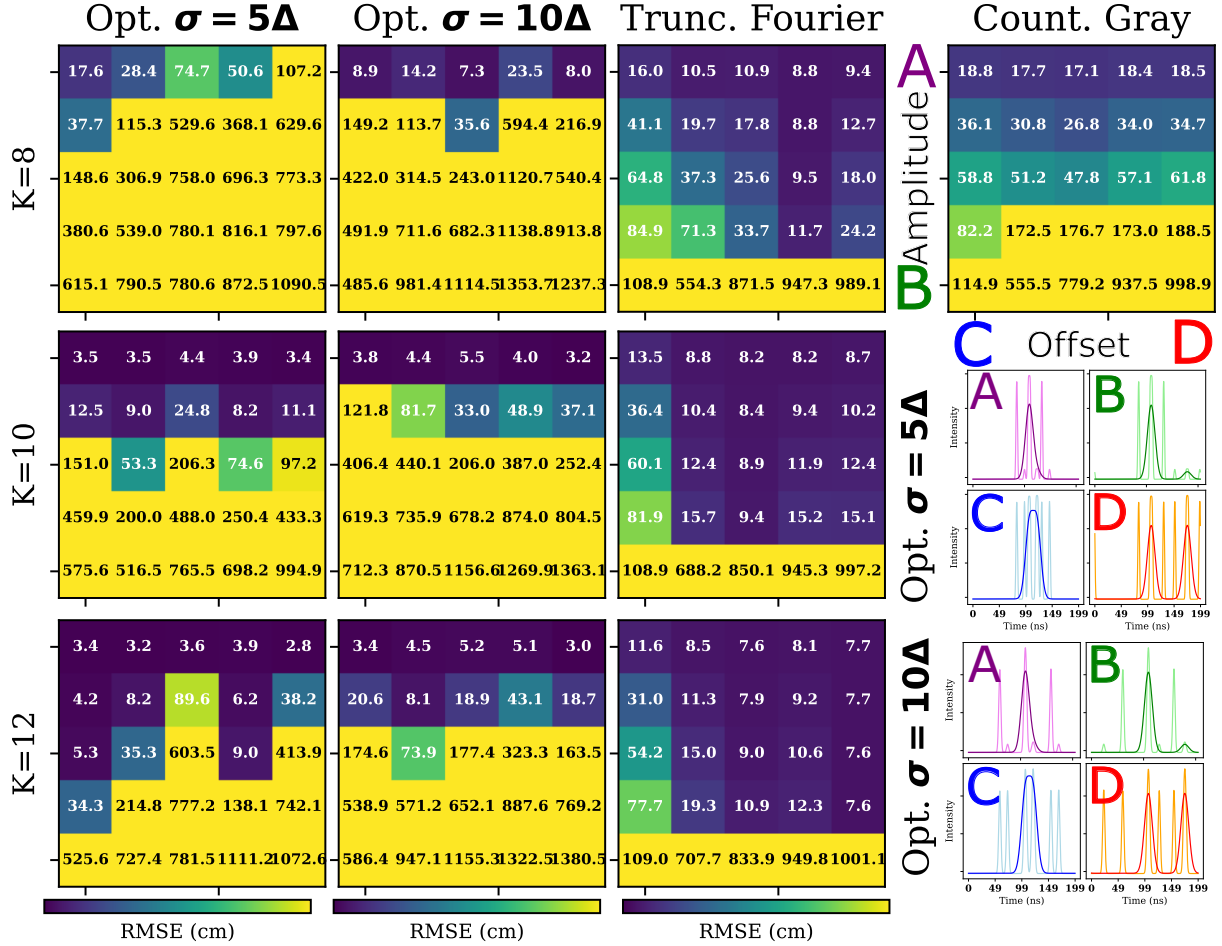 Opt. σ = 5Δ Opt. σ = 10Δ Trunc. Fourier Count. Gray
K=8
17.6 28.4 74.7 50.6 107.2
37.7 115.3 529.6 368.1 629.6
148.6 306.9 758.0 696.3 773.3
380.6 539.0 780.1 816.1 797.6
615.1 790.5 780.6 872.5 1090.5
8.9 14.2 7.3 23.5 8.0
149.2 113.7 35.6 594.4 216.9
422.0 314.5 243.0 1120.7 540.4
491.9 711.6 682.3 1138.8 913.8
485.6 981.4 1114.5 1353.7 1237.3
16.0 10.5 10.9 8.8 9.4
41.1 19.7 17.8 8.8 12.7
64.8 37.3 25.6 9.5 18.0
84.9 71.3 33.7 11.7 24.2
108.9 554.3 871.5 947.3 989.1
A
Amplitude
B
18.8 17.7 17.1 18.4 18.5
36.1 30.8 26.8 34.0 34.7
58.8 51.2 47.8 57.1 61.8
82.2 172.5 176.7 173.0 188.5
114.9 555.5 779.2 937.5 998.9
C Offset D
K=10
3.5 3.5 4.4 3.9 3.4
12.5 9.0 24.8 8.2 11.1
151.0 53.3 206.3 74.6 97.2
459.9 200.0 488.0 250.4 433.3
575.6 516.5 765.5 698.2 994.9
3.8 4.4 5.5 4.0 3.2
121.8 81.7 33.0 48.9 37.1
406.4 440.1 206.0 387.0 252.4
619.3 735.9 678.2 874.0 804.5
712.3 870.5 1156.6 1269.9 1363.1
13.5 8.8 8.2 8.2 8.7
36.4 10.4 8.4 9.4 10.2
60.1 12.4 8.9 11.9 12.4
81.9 15.7 9.4 15.2 15.1
108.9 688.2 850.1 945.3 997.2
Opt. σ = 5Δ
Intensity
A B
Intensity
C D
0 49 99 149 199 0 49 99 149 199
Time (ns) Time (ns)
K=12
3.4 3.2 3.6 3.9 2.8
4.2 8.2 89.6 6.2 38.2
5.3 35.3 603.5 9.0 413.9
34.3 214.8 777.2 138.1 742.1
525.6 727.4 781.5 1111.2 1072.6
3.4 4.5 5.2 5.1 3.0
20.6 8.1 18.9 43.1 18.7
174.6 73.9 177.4 323.3 163.5
538.9 571.2 652.1 887.6 769.2
586.4 947.1 1155.3 1322.5 1380.5
11.6 8.5 7.6 8.1 7.7
31.0 11.3 7.9 9.2 7.7
54.2 15.0 9.0 10.6 7.6
77.7 19.3 10.9 12.3 7.6
109.0 707.7 833.9 949.8 1001.1
Opt. σ = 10Δ
Intensity
A B
Intensity
C D
0 49 99 149 199 0 49 99 149 199
Time (ns) Time (ns)
RMSE (cm) RMSE (cm) RMSE (cm)